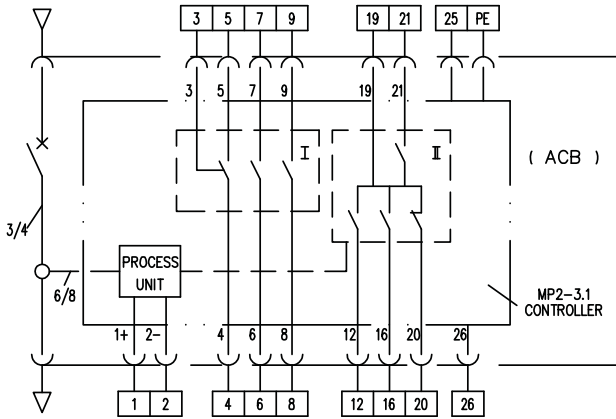 3 5 7 9 19 21 25 PE
3 5 7 9 19 21
I II
( ACB )
3/4
PROCESS
UNIT
6/8
MP2-3.1
CONTROLLER
1+ 2- 4 6 8 12 16 20 26
1 2 4 6 8 12 16 20 26